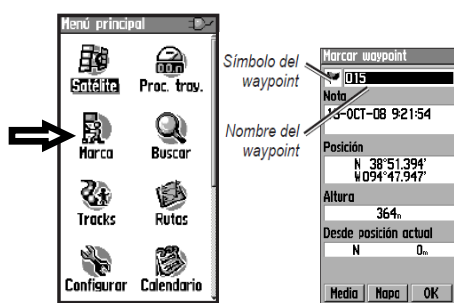 Menú principal
Satélite
Proc. tray.
Marca
Buscar
Tracks
Rutas
Configurar
Calendario
Símbolo del
waypoint
Nombre del
waypoint
Marcar waypoint
015
Nota
13-OCT-08 9:21:54
Posición
N 38°51.394'
W094°47.947'
Altura
364m
Desde posición actual
N 0m
Media
Mapa
OK